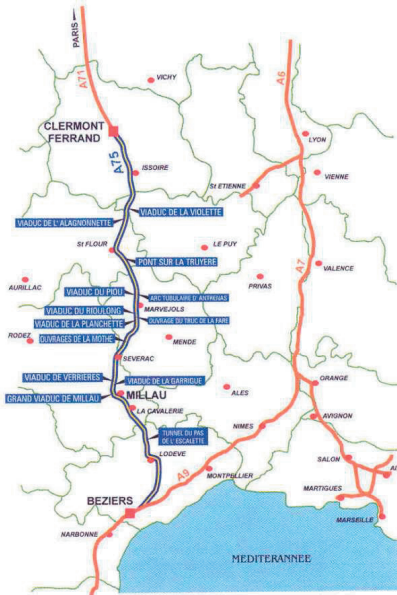 PARIS
A71
A6
VICHY
CLERMONT
FERRAND
LYON
A75
ISSOIRE
VIENNE
St ETIENNE
VIADUC DE LA VIOLETTE
VIADUC DE L' ALAGNONNETTE
St FLOUR
LE PUY
PONT SUR LA TRUYERE
A7
VALENCE
AURILLAC
PRIVAS
VIADUC DU PIOU
ARC TUBULAIRE D' ANTRENAS
MARVEJOLS
VIADUC DU RIOULONG
VIADUC DE LA PLANCHETTE
OUVRAGE DU TRUC DE LA FARE
RODEZ
OUVRAGES DE LA MOTHE
MENDE
SEVERAC
VIADUC DE VERRIERES
VIADUC DE LA GARRIGUE
ORANGE
GRAND VIADUC DE MILLAU
MILLAU
ALES
LA CAVALERIE
AVIGNON
NIMES
TUNNEL DU PAS
DE L' ESCALETTE
LODEVE
SALON
A9
MONTPELLIER
MARTIGUES
BEZIERS
MARSEILLE
NARBONNE
MEDITERANNEE